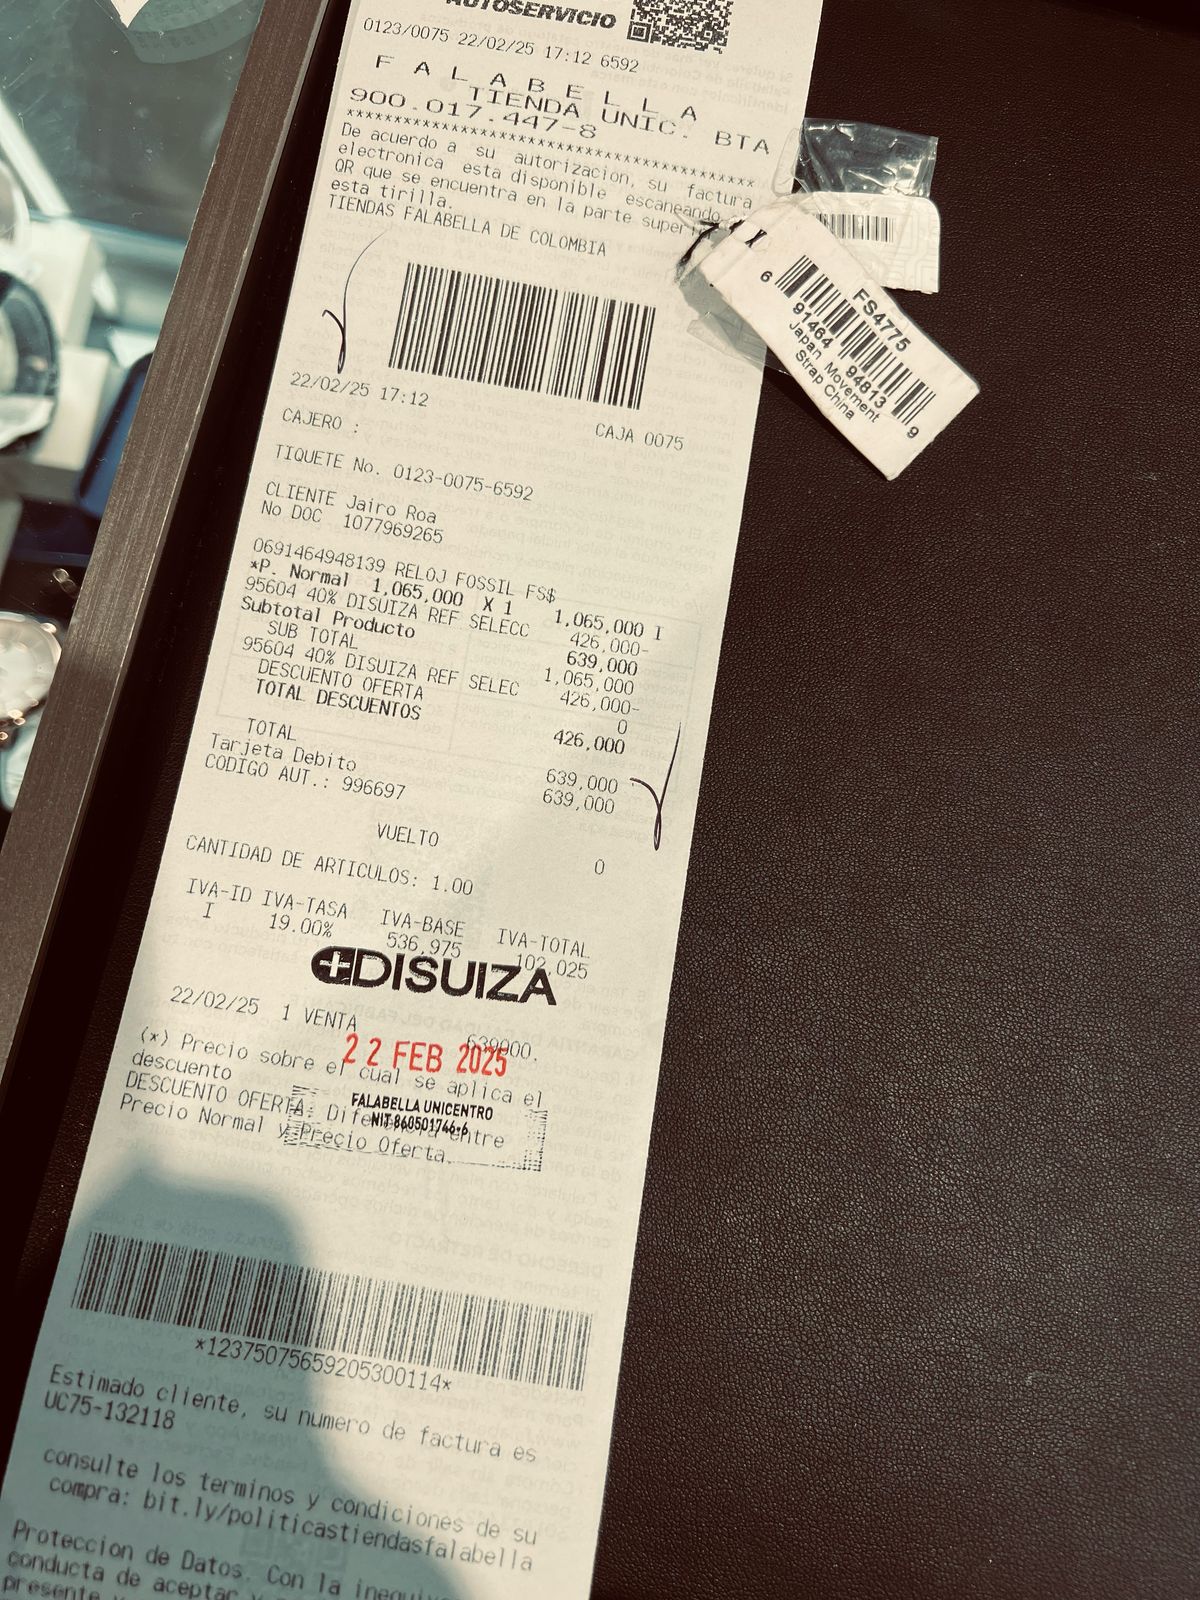 AUTOSERVICIO
0123/0075 22/02/25 17:12 6592
F A L A B E L L A
TIENDA UNIC. BTA
900.017.447-8
****************************************
De acuerdo a su autorizacion, su factura
electronica esta disponible escaneando
QR que se encuentra en la parte superi
esta tirilla.
TIENDAS FALABELLA DE COLOMBIA
22/02/25 17:12
CAJERO : CAJA 0075
TIQUETE No. 0123-0075-6592
CLIENTE Jairo Roa
No DOC 1077969265
0691464948139 RELOJ FOSSIL FS$
*P. Normal 1,065,000 X 1 1,065,000 I
95604 40% DISUIZA REF SELECC 426,000-
Subtotal Producto 639,000
SUB TOTAL 1,065,000
95604 40% DISUIZA REF SELEC 426,000-
DESCUENTO OFERTA 0
TOTAL DESCUENTOS 426,000
TOTAL 639,000
Tarjeta Debito 639,000
CODIGO AUT.: 996697
VUELTO 0
CANTIDAD DE ARTICULOS: 1.00
IVA-ID IVA-TASA IVA-BASE IVA-TOTAL
I 19.00% 536,975 102,025
DISUIZA
22/02/25 1 VENTA 639000.
22 FEB 2025
(*) Precio sobre el cual se aplica el
descuento
FALABELLA UNICENTRO
NIT 860501746-6
DESCUENTO OFERTA: Diferencia entre
Precio Normal y Precio Oferta.
*12375075659205300114*
Estimado cliente, su numero de factura es
UC75-132118
consulte los terminos y condiciones de su
compra: bit.ly/politicastiendasfalabella
Proteccion de Datos. Con la inequiv
conducta de aceptar y
presente
X
FS4775
6 91464 94813 9
Japan Movement
Strap China